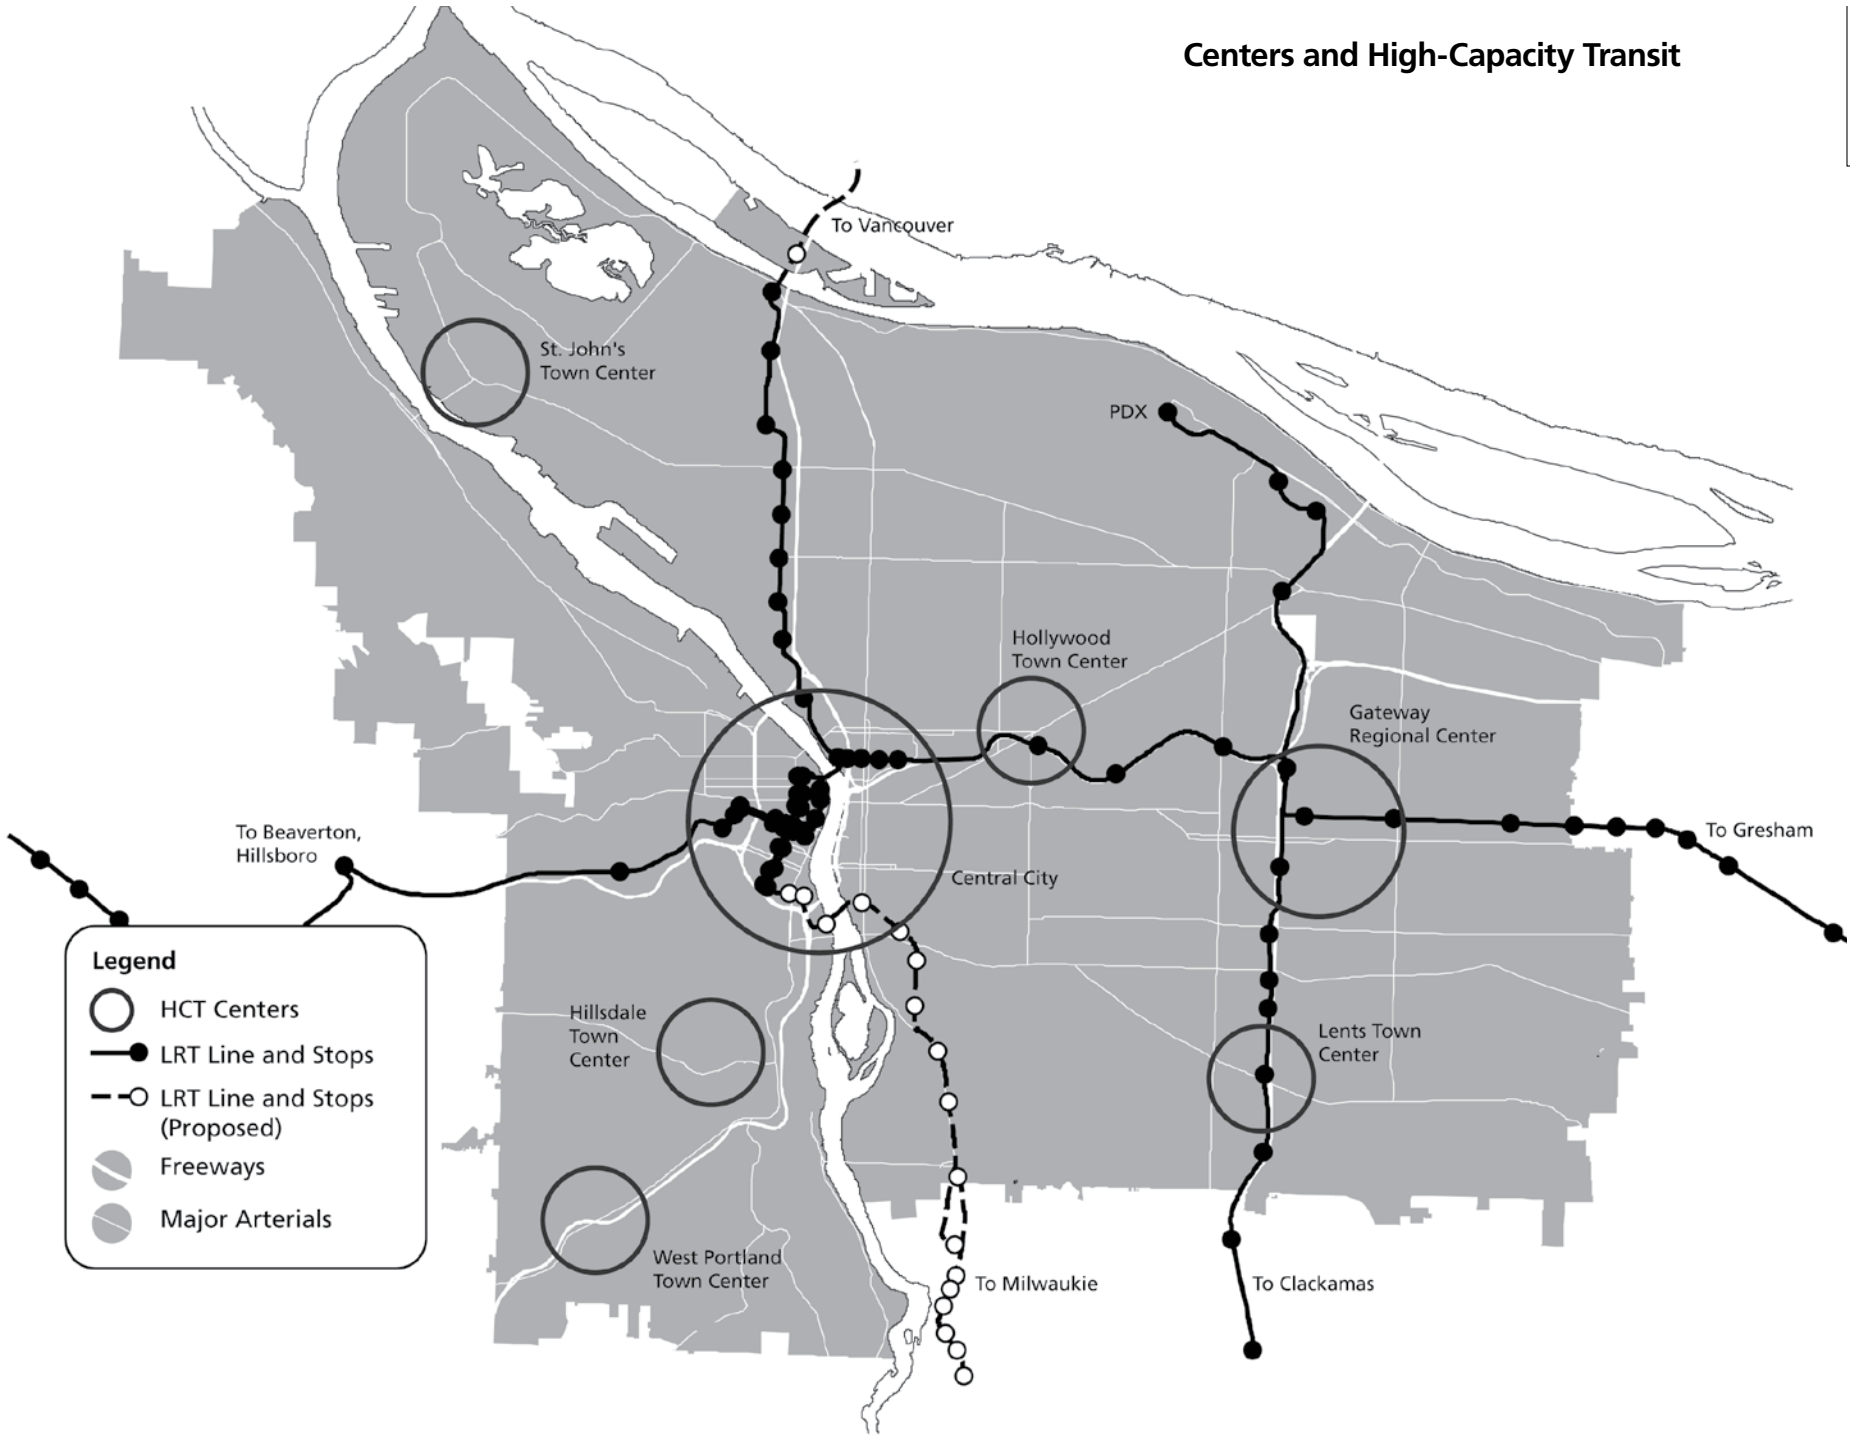 Centers and High-Capacity Transit
To Vancouver
St. John's
Town Center
PDX
Hollywood
Town Center
Gateway
Regional Center
To Beaverton,
Hillsboro
To Gresham
Central City
Legend
HCT Centers
LRT Line and Stops
LRT Line and Stops
(Proposed)
Freeways
Major Arterials
Hillsdale
Town
Center
Lents Town
Center
West Portland
Town Center
To Milwaukie
To Clackamas